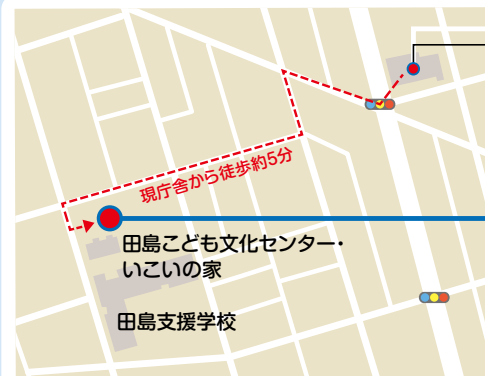 現庁舎から徒歩約5分
田島こども文化センター・
いこいの家
田島支援学校